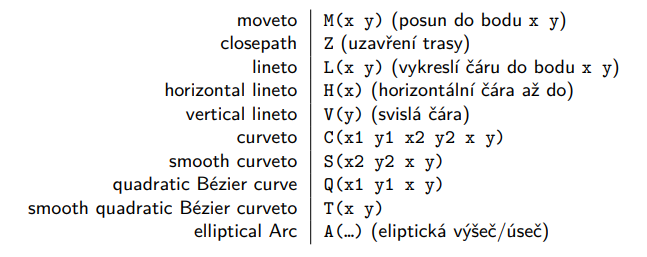 moveto M(x y) (posun do bodu x y)
closepath Z (uzavření trasy)
lineto L(x y) (vykreslí čáru do bodu x y)
horizontal lineto H(x) (horizontální čára až do)
vertical lineto V(y) (svislá čára)
curveto C(x1 y1 x2 y2 x y)
smooth curveto S(x2 y2 x y)
quadratic Bézier curve Q(x1 y1 x y)
smooth quadratic Bézier curveto T(x y)
elliptical Arc A(…) (eliptická výšeč/úseč)